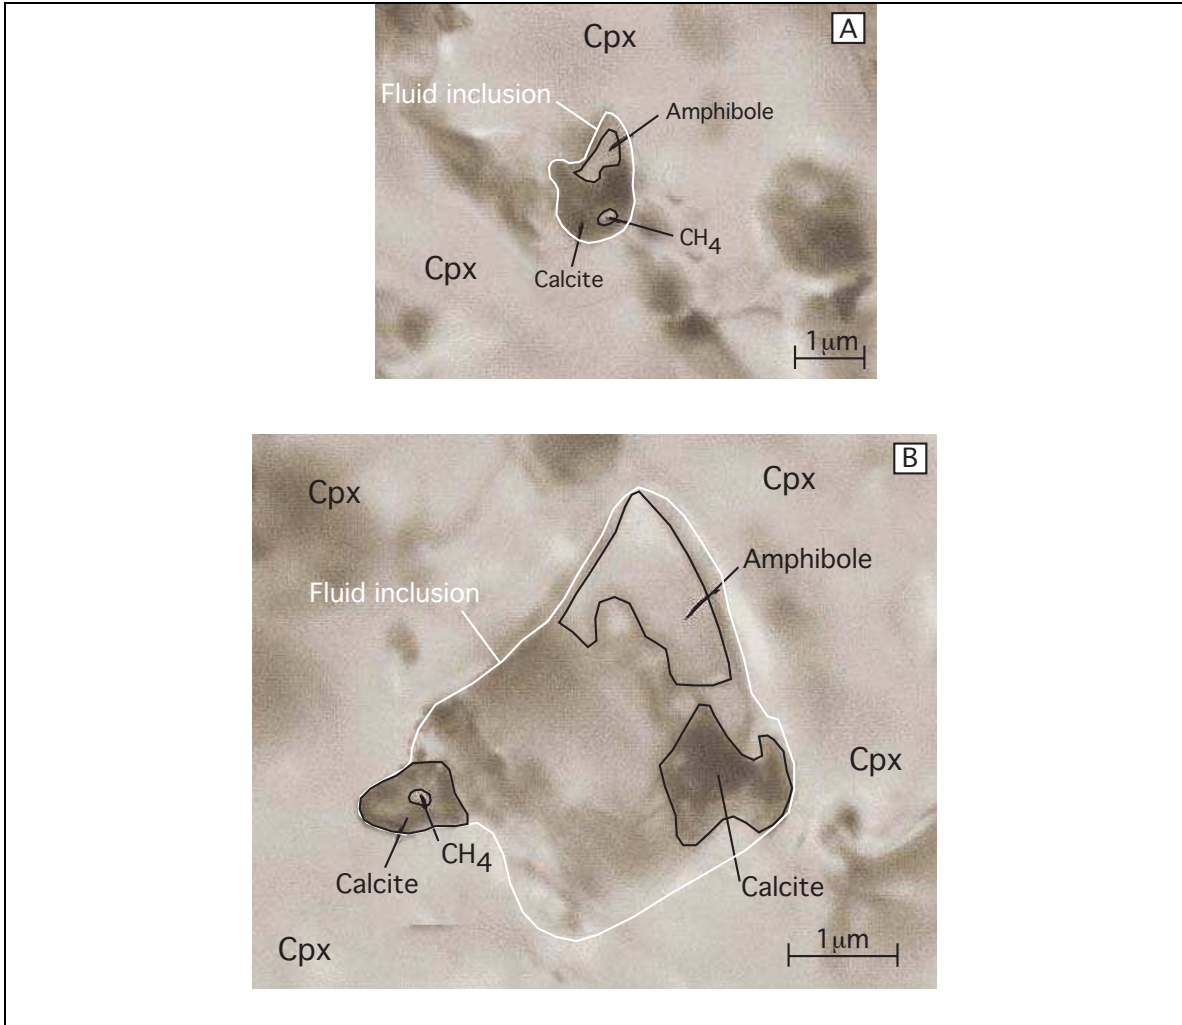 A
Cpx
Fluid inclusion
Amphibole
CH4
Cpx
Calcite
1µm
B
Cpx
Cpx
Amphibole
Fluid inclusion
Cpx
CH4
Calcite
Calcite
1µm
Cpx